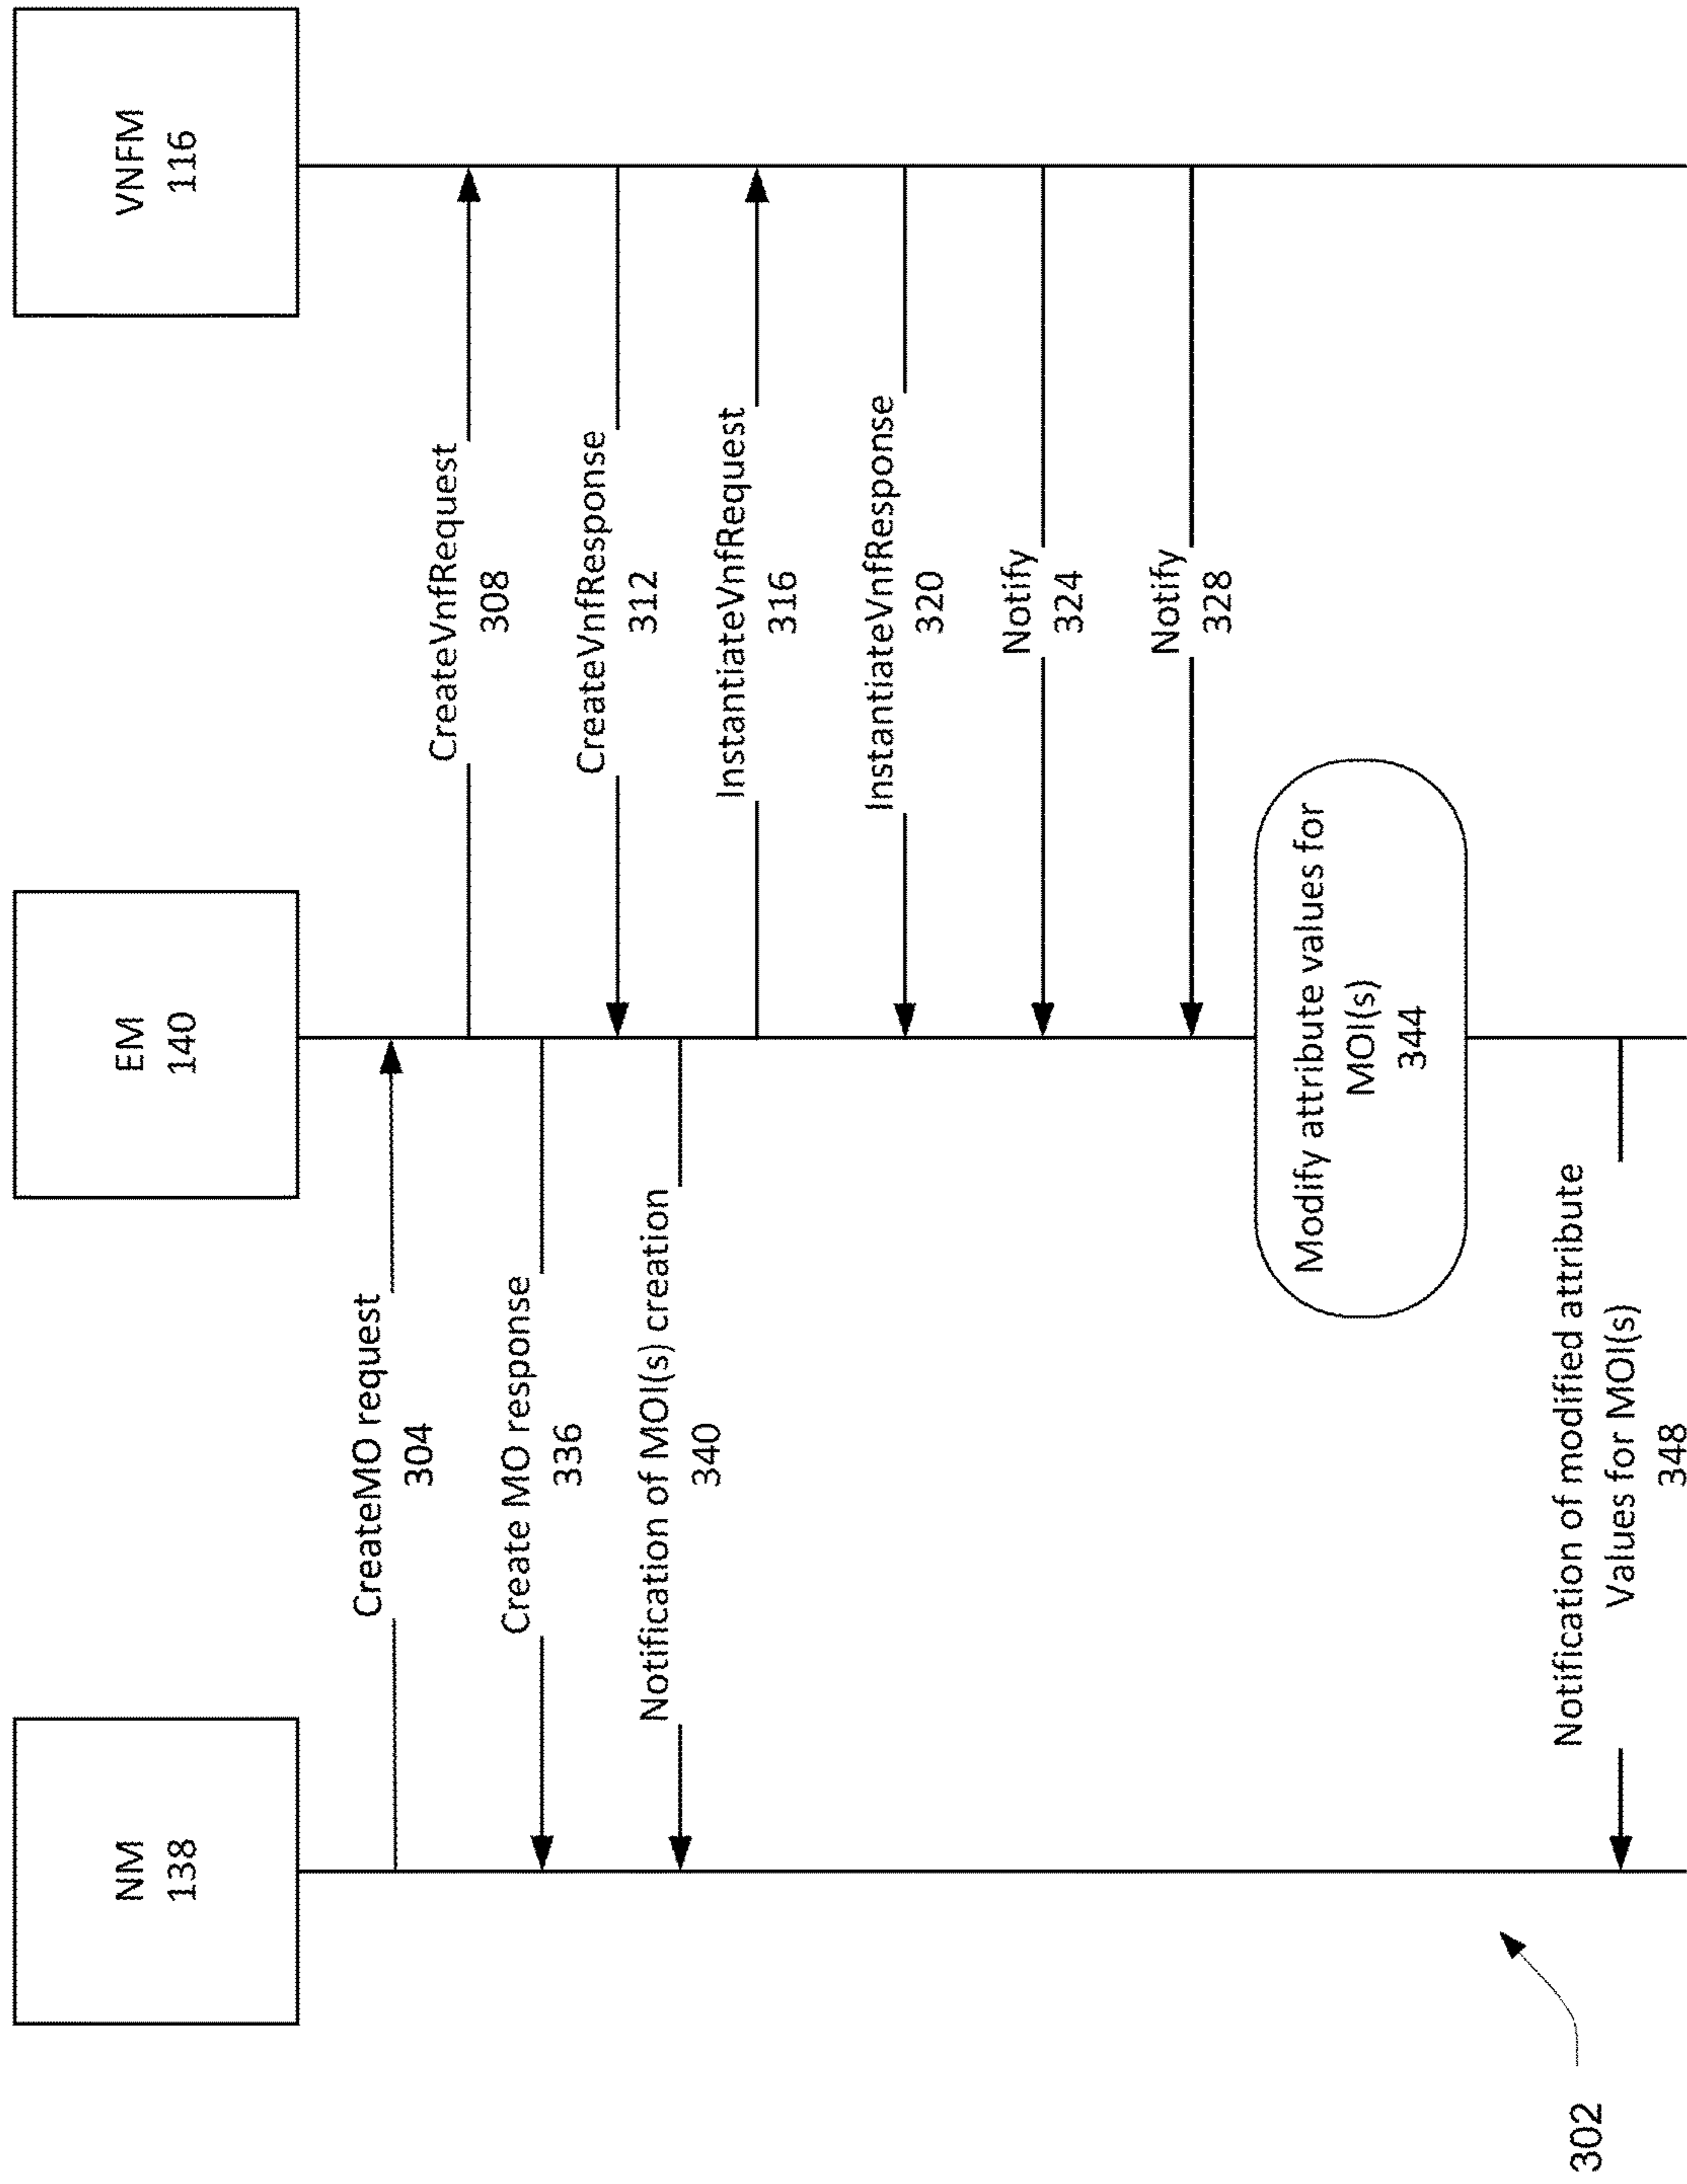 NM
138
EM
140
VNFM
116
CreateMO request
304
CreateVnfRequest
308
Create MO response
336
CreateVnfResponse
312
Notification of MOI(s) creation
340
InstantiateVnfRequest
316
InstantiateVnfResponse
320
Notify
324
Notify
328
Modify attribute values for
MOI(s)
344
Notification of modified attribute
Values for MOI(s)
348
302